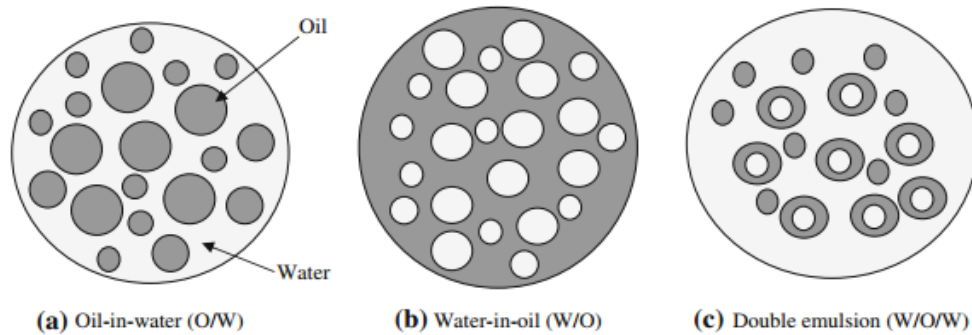 Oil
Water
(a) Oil-in-water (O/W)
(b) Water-in-oil (W/O)
(c) Double emulsion (W/O/W)